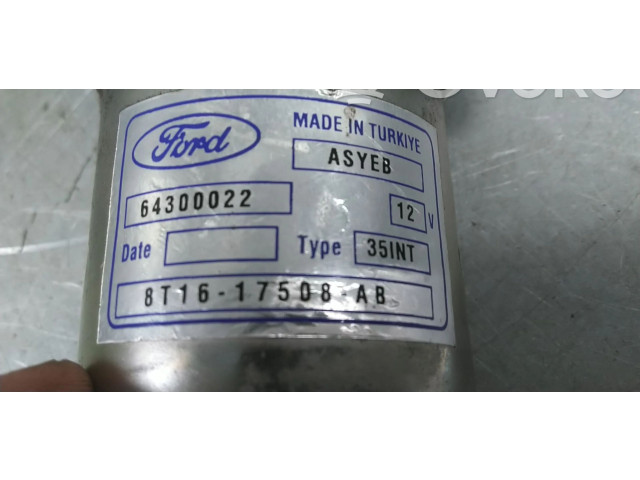 Ford
MADE IN TURKIYE
ASYEB
64300022
12 V
Date
Type 35INT
8T16-17508-AB